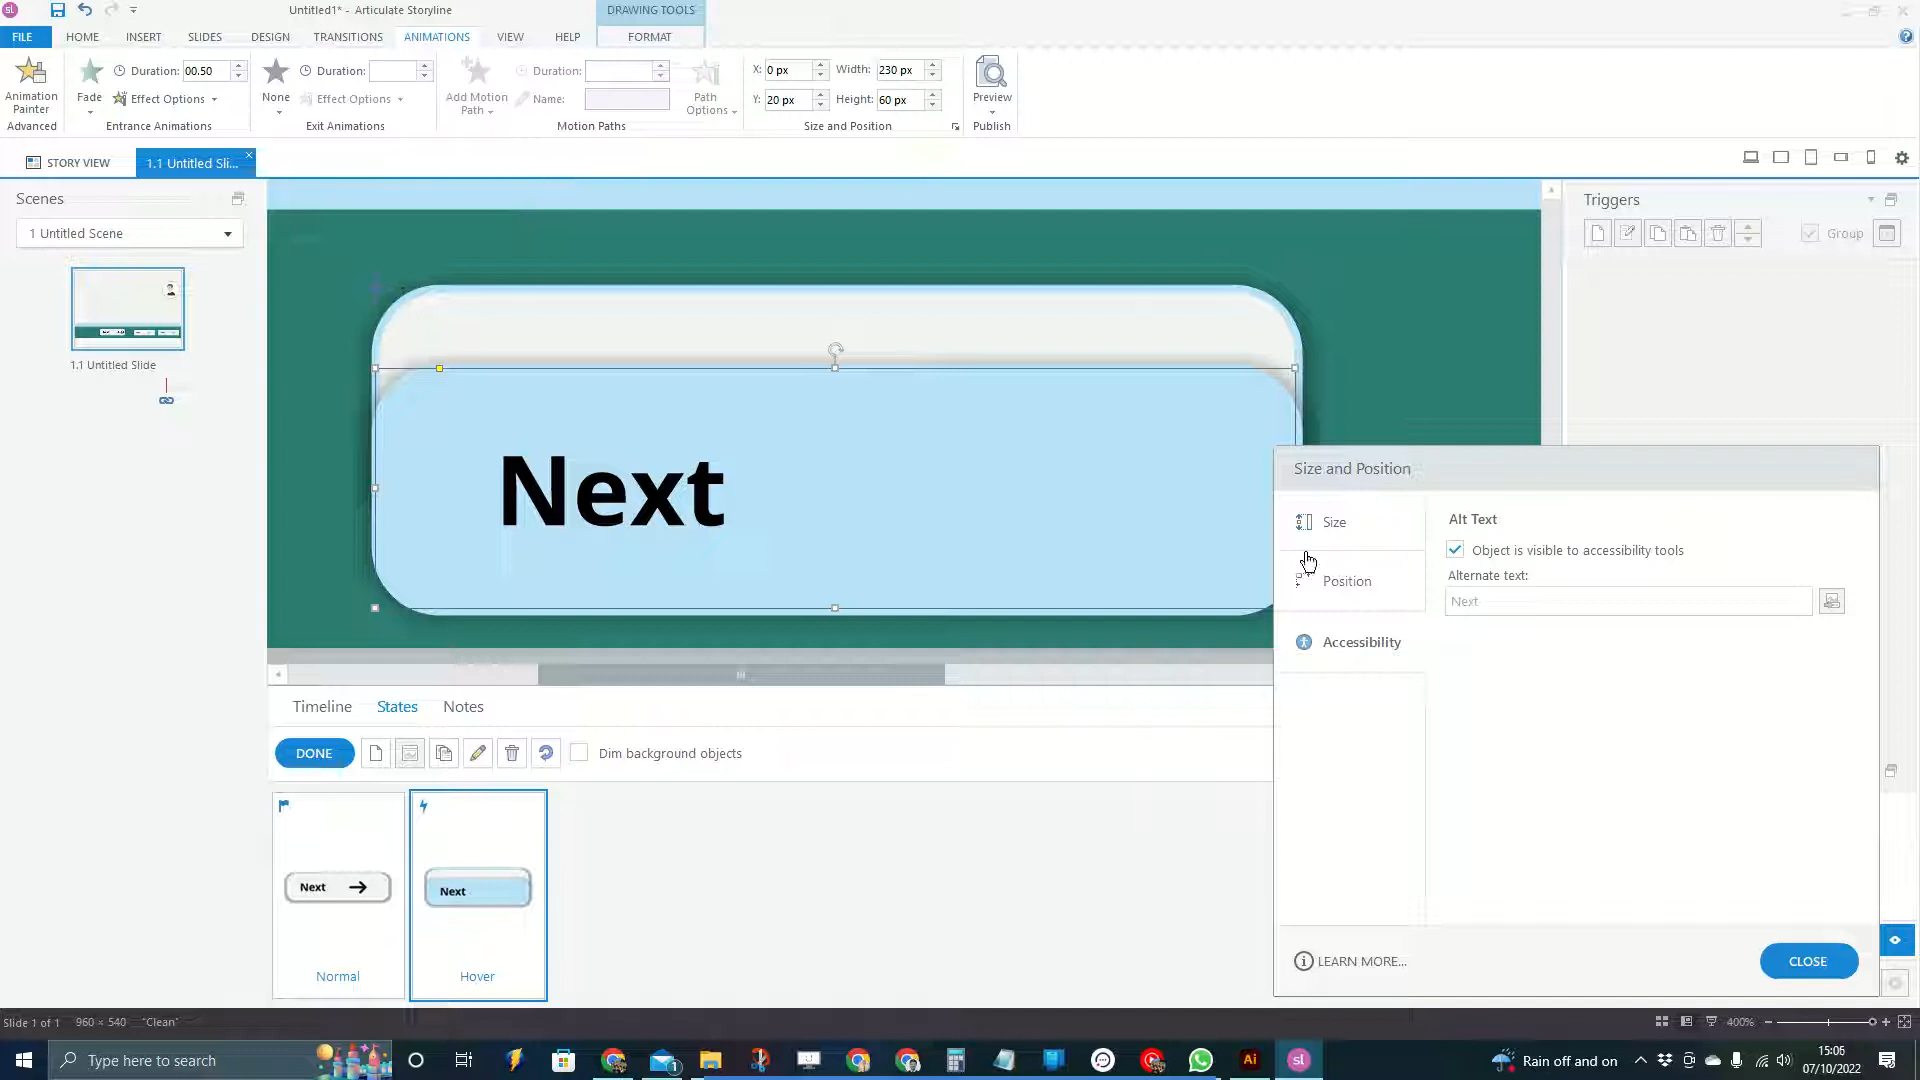 Untitled1* - Articulate Storyline
DRAWING TOOLS
FILE HOME INSERT SLIDES DESIGN TRANSITIONS ANIMATIONS VIEW HELP FORMAT
Duration: 00.50
Duration:
Duration:
X: 0 px Width: 230 px
Animation Painter
Fade
Effect Options
None
Effect Options
Add Motion Path
Name:
Path Options
Y: 20 px Height: 60 px
Preview
Advanced
Entrance Animations
Exit Animations
Motion Paths
Size and Position
Publish
STORY VIEW
1.1 Untitled Sli...
Scenes
1 Untitled Scene
1.1 Untitled Slide
Triggers
Group
Next
Size and Position
Size
Position
Accessibility
Alt Text
Object is visible to accessibility tools
Alternate text:
Next
LEARN MORE...
CLOSE
Timeline States Notes
DONE
Dim background objects
Next
Next
Normal
Hover
Slide 1 of 1 960 × 540 "Clean"
400%
Type here to search
1
Ai
sl
Rain off and on
15:06
07/10/2022